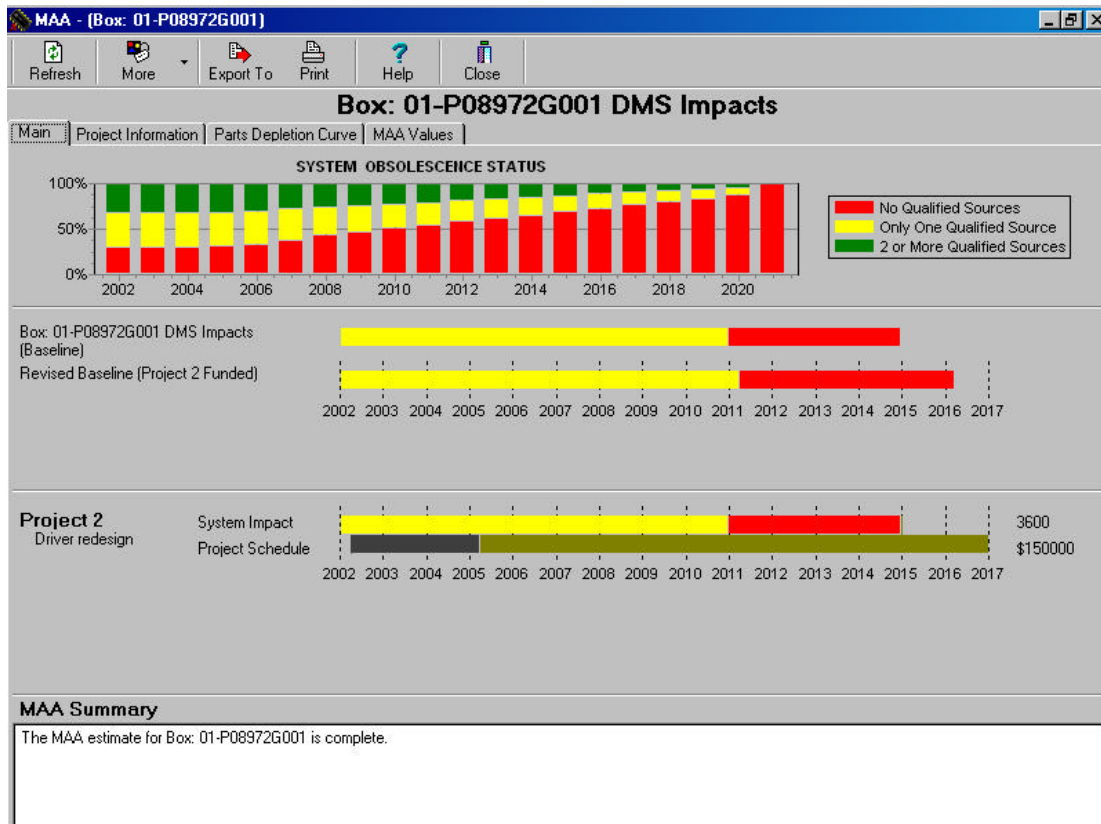 MAA - (Box: 01-P08972G001)
Refresh More Export To Print Help Close
Box: 01-P08972G001 DMS Impacts
Main Project Information Parts Depletion Curve MAA Values
SYSTEM OBSOLESCENCE STATUS
100%
50%
0%
2002 2004 2006 2008 2010 2012 2014 2016 2018 2020
No Qualified Sources
Only One Qualified Source
2 or More Qualified Sources
Box: 01-P08972G001 DMS Impacts
(Baseline)
Revised Baseline (Project 2 Funded)
2002 2003 2004 2005 2006 2007 2008 2009 2010 2011 2012 2013 2014 2015 2016 2017
Project 2
Driver redesign
System Impact
3600
Project Schedule
$150000
2002 2003 2004 2005 2006 2007 2008 2009 2010 2011 2012 2013 2014 2015 2016 2017
MAA Summary
The MAA estimate for Box: 01-P08972G001 is complete.